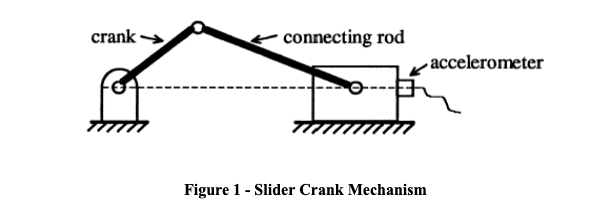 crank
connecting rod
accelerometer
Figure 1 - Slider Crank Mechanism